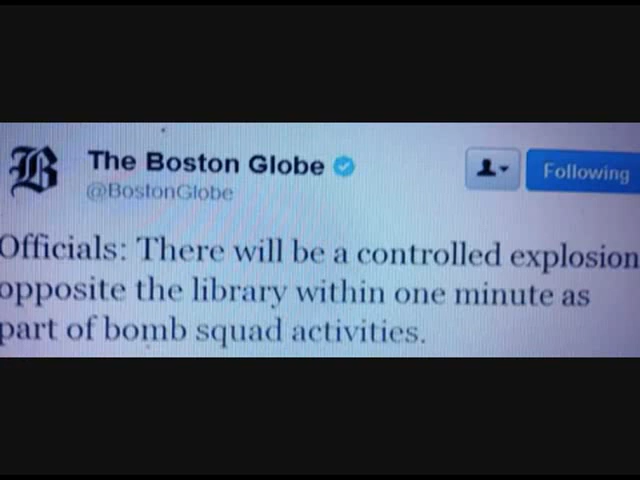 The Boston Globe
@BostonGlobe
Following
Officials: There will be a controlled explosion
opposite the library within one minute as
part of bomb squad activities.